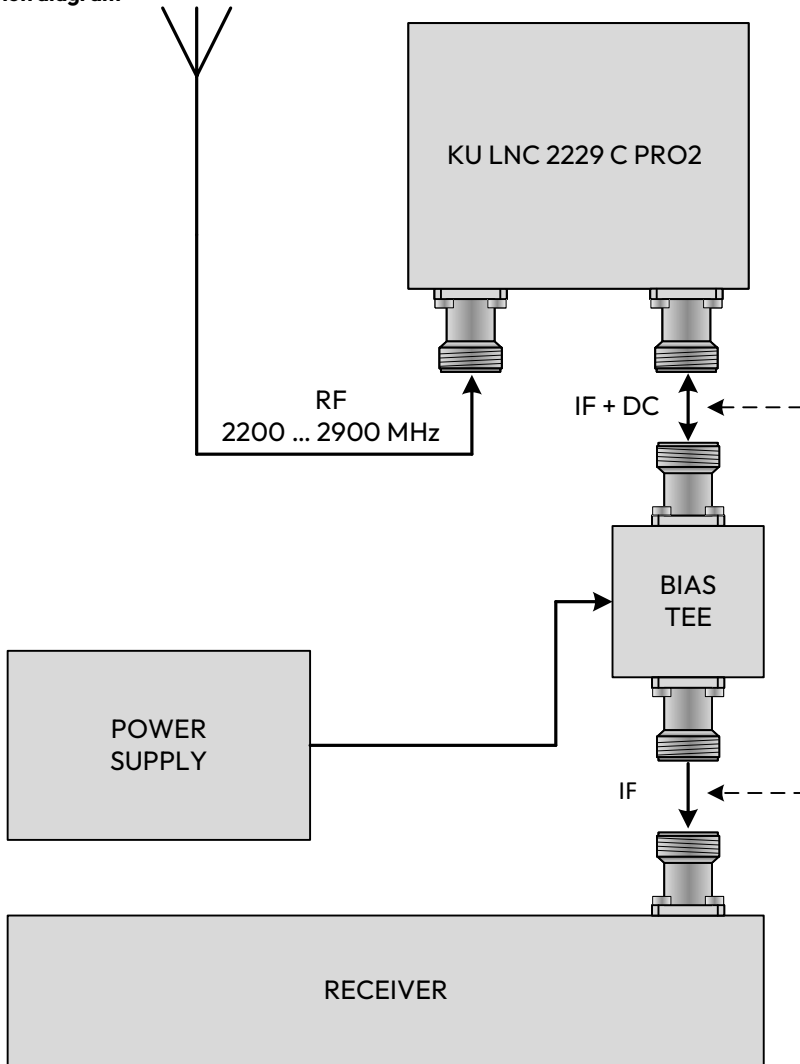 KU LNC 2229 C PRO2
RF
2200 ... 2900 MHz
IF + DC
BIAS
TEE
POWER
SUPPLY
IF
RECEIVER